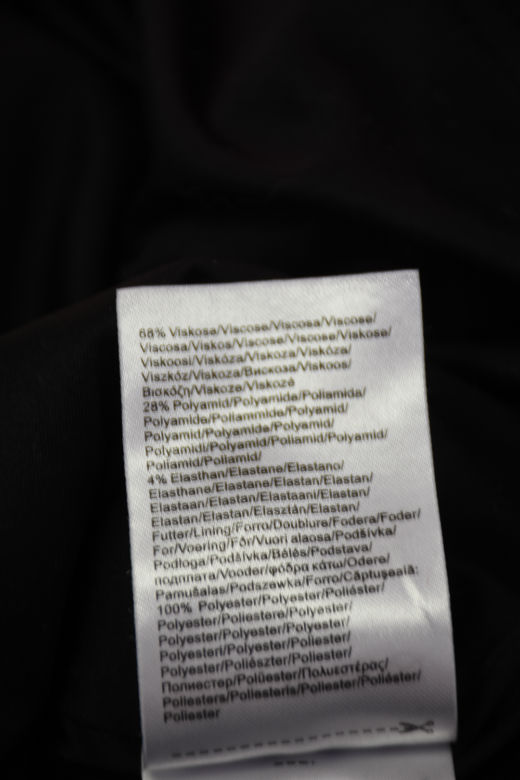 68% Viskose/Viscose/Viscosa/Viscose/
Viscosa/Viskos/Viscose/Viscose/Viskose/
Viskoosi/Viskóza/Viskoza/Viskóza/
Viszkóz/Viskoza/Вискоза/Viskoos/
Βισκόζη/Viskoze/Viskozė
28% Polyamid/Polyamide/Poliamida/
Polyamide/Poliammide/Polyamid/
Polyamid/Polyamide/Polyamid/
Polyamidi/Polyamid/Poliamid/Polyamid/
Poliamid/Poliamid/
4% Elasthan/Elastane/Elastano/
Elasthane/Elastane/Elastan/Elastan/
Elastaan/Elastan/Elastaani/Elastan/
Elastan/Elastan/Elasztán/Elastan/
Futter/Lining/Forro/Doublure/Fodera/Foder/
For/Voering/Fôr/Vuori alaosa/Podšívka/
Podloga/Podšívka/Bélés/Podstava/
подплата/Vooder/φόδρα κάτω/Odere/
Pamušalas/Podszewka/Forro/Căptuşeală:
100% Polyester/Polyester/Poliéster/
Polyester/Poliestere/Polyester/
Polyester/Polyester/Polyester/
Polyesteri/Polyester/Poliester/
Polyester/Poliészter/Poliester/
Полиестер/Polüester/Πολυεστέρας/
Poliesters/Poliesteris/Poliester/Poliéster/
Poliester